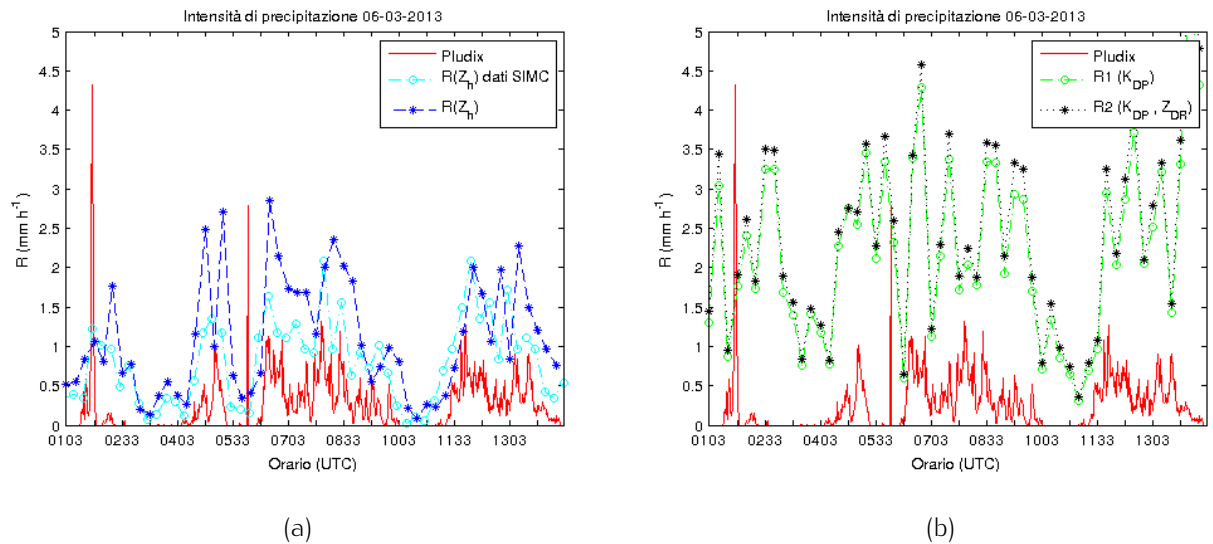 Intensità di precipitazione 06-03-2013
5
4.5
4
3.5
3
2.5
2
1.5
1
0.5
0
R (mm h⁻¹)
Pludix
R(Z_h) dati SIMC
R(Z_h)
0103 0233 0403 0533 0703 0833 1003 1133 1303
Orario (UTC)
(a)
Intensità di precipitazione 06-03-2013
5
4.5
4
3.5
3
2.5
2
1.5
1
0.5
0
R (mm h⁻¹)
Pludix
R1 (K_DP)
R2 (K_DP , Z_DR)
0103 0233 0403 0533 0703 0833 1003 1133 1303
Orario (UTC)
(b)